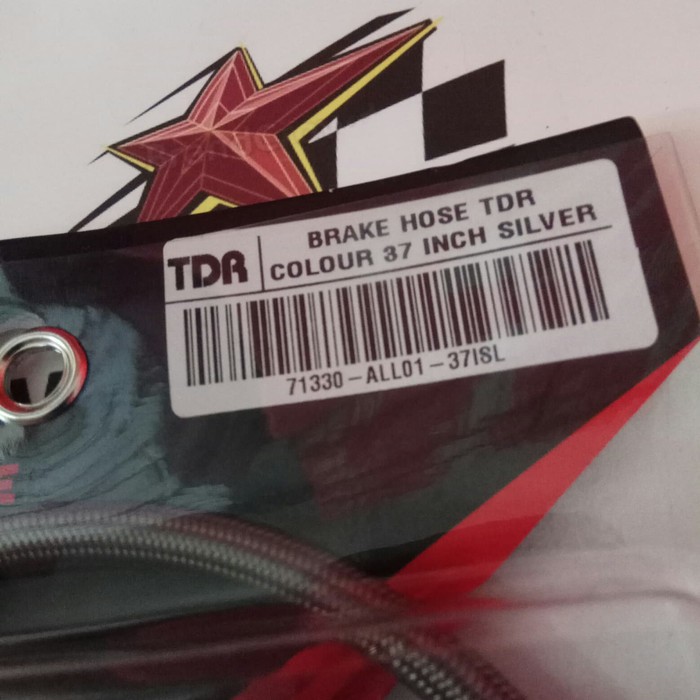 TDR
BRAKE HOSE TDR
COLOUR 37 INCH SILVER
71330-ALL01-37ISL
E